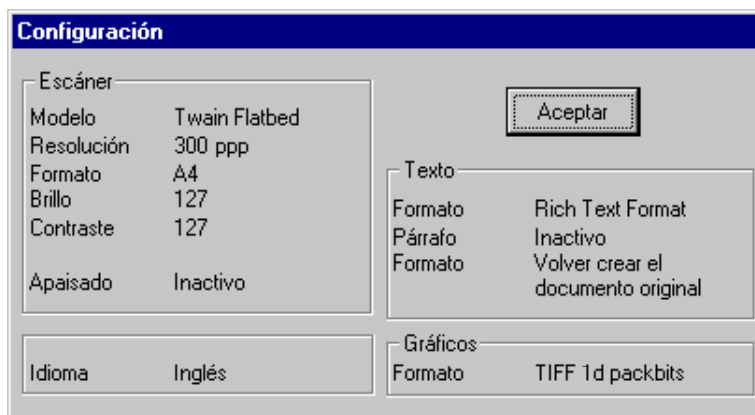 Configuración
Escáner
Modelo Twain Flatbed
Resolución 300 ppp
Formato A4
Brillo 127
Contraste 127
Apaisado Inactivo
Idioma Inglés
Aceptar
Texto
Formato Rich Text Format
Párrafo Inactivo
Formato Volver crear el
documento original
Gráficos
Formato TIFF 1d packbits